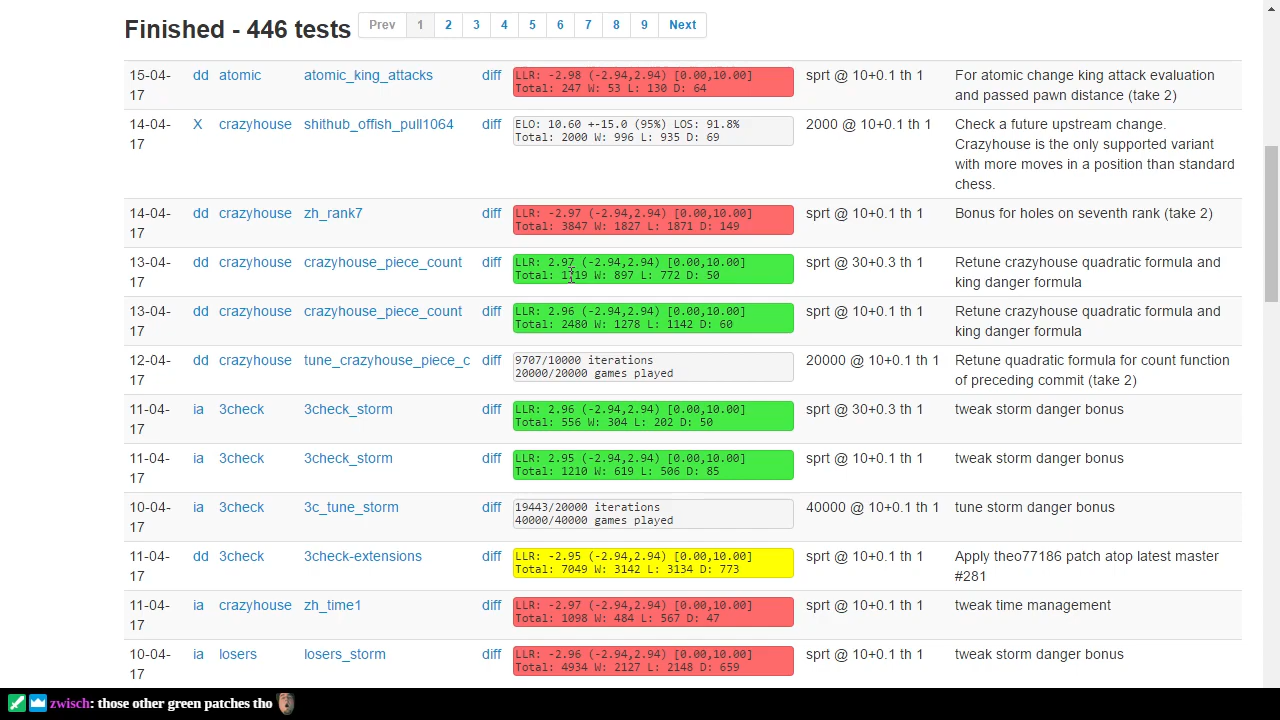 Finished - 446 tests
Prev 1 2 3 4 5 6 7 8 9 Next
15-04-17 dd atomic atomic_king_attacks diff LLR: -2.98 (-2.94,2.94) [0.00,10.00] sprt @ 10+0.1 th 1 For atomic change king attack evaluation
Total: 247 W: 53 L: 130 D: 64 and passed pawn distance (take 2)
14-04-17 X crazyhouse shithub_offish_pull1064 diff ELO: 10.60 +-15.0 (95%) LOS: 91.8% 2000 @ 10+0.1 th 1 Check a future upstream change.
Total: 2000 W: 996 L: 935 D: 69 Crazyhouse is the only supported variant
with more moves in a position than standard
chess.
14-04-17 dd crazyhouse zh_rank7 diff LLR: -2.97 (-2.94,2.94) [0.00,10.00] sprt @ 10+0.1 th 1 Bonus for holes on seventh rank (take 2)
Total: 3847 W: 1827 L: 1871 D: 149
13-04-17 dd crazyhouse crazyhouse_piece_count diff LLR: 2.97 (-2.94,2.94) [0.00,10.00] sprt @ 30+0.3 th 1 Retune crazyhouse quadratic formula and
Total: 1719 W: 897 L: 772 D: 50 king danger formula
13-04-17 dd crazyhouse crazyhouse_piece_count diff LLR: 2.96 (-2.94,2.94) [0.00,10.00] sprt @ 10+0.1 th 1 Retune crazyhouse quadratic formula and
Total: 2480 W: 1278 L: 1142 D: 60 king danger formula
12-04-17 dd crazyhouse tune_crazyhouse_piece_c diff 9707/10000 iterations 20000 @ 10+0.1 th 1 Retune quadratic formula for count function
20000/20000 games played of preceding commit (take 2)
11-04-17 ia 3check 3check_storm diff LLR: 2.96 (-2.94,2.94) [0.00,10.00] sprt @ 30+0.3 th 1 tweak storm danger bonus
Total: 556 W: 304 L: 202 D: 50
11-04-17 ia 3check 3check_storm diff LLR: 2.95 (-2.94,2.94) [0.00,10.00] sprt @ 10+0.1 th 1 tweak storm danger bonus
Total: 1210 W: 619 L: 506 D: 85
10-04-17 ia 3check 3c_tune_storm diff 19443/20000 iterations 40000 @ 10+0.1 th 1 tune storm danger bonus
40000/40000 games played
11-04-17 dd 3check 3check-extensions diff LLR: -2.95 (-2.94,2.94) [0.00,10.00] sprt @ 10+0.1 th 1 Apply theo77186 patch atop latest master
Total: 7049 W: 3142 L: 3134 D: 773 #281
11-04-17 ia crazyhouse zh_time1 diff LLR: -2.97 (-2.94,2.94) [0.00,10.00] sprt @ 10+0.1 th 1 tweak time management
Total: 1098 W: 484 L: 567 D: 47
10-04-17 ia losers losers_storm diff LLR: -2.96 (-2.94,2.94) [0.00,10.00] sprt @ 10+0.1 th 1 tweak storm danger bonus
Total: 4934 W: 2127 L: 2148 D: 659
zwisch: those other green patches tho